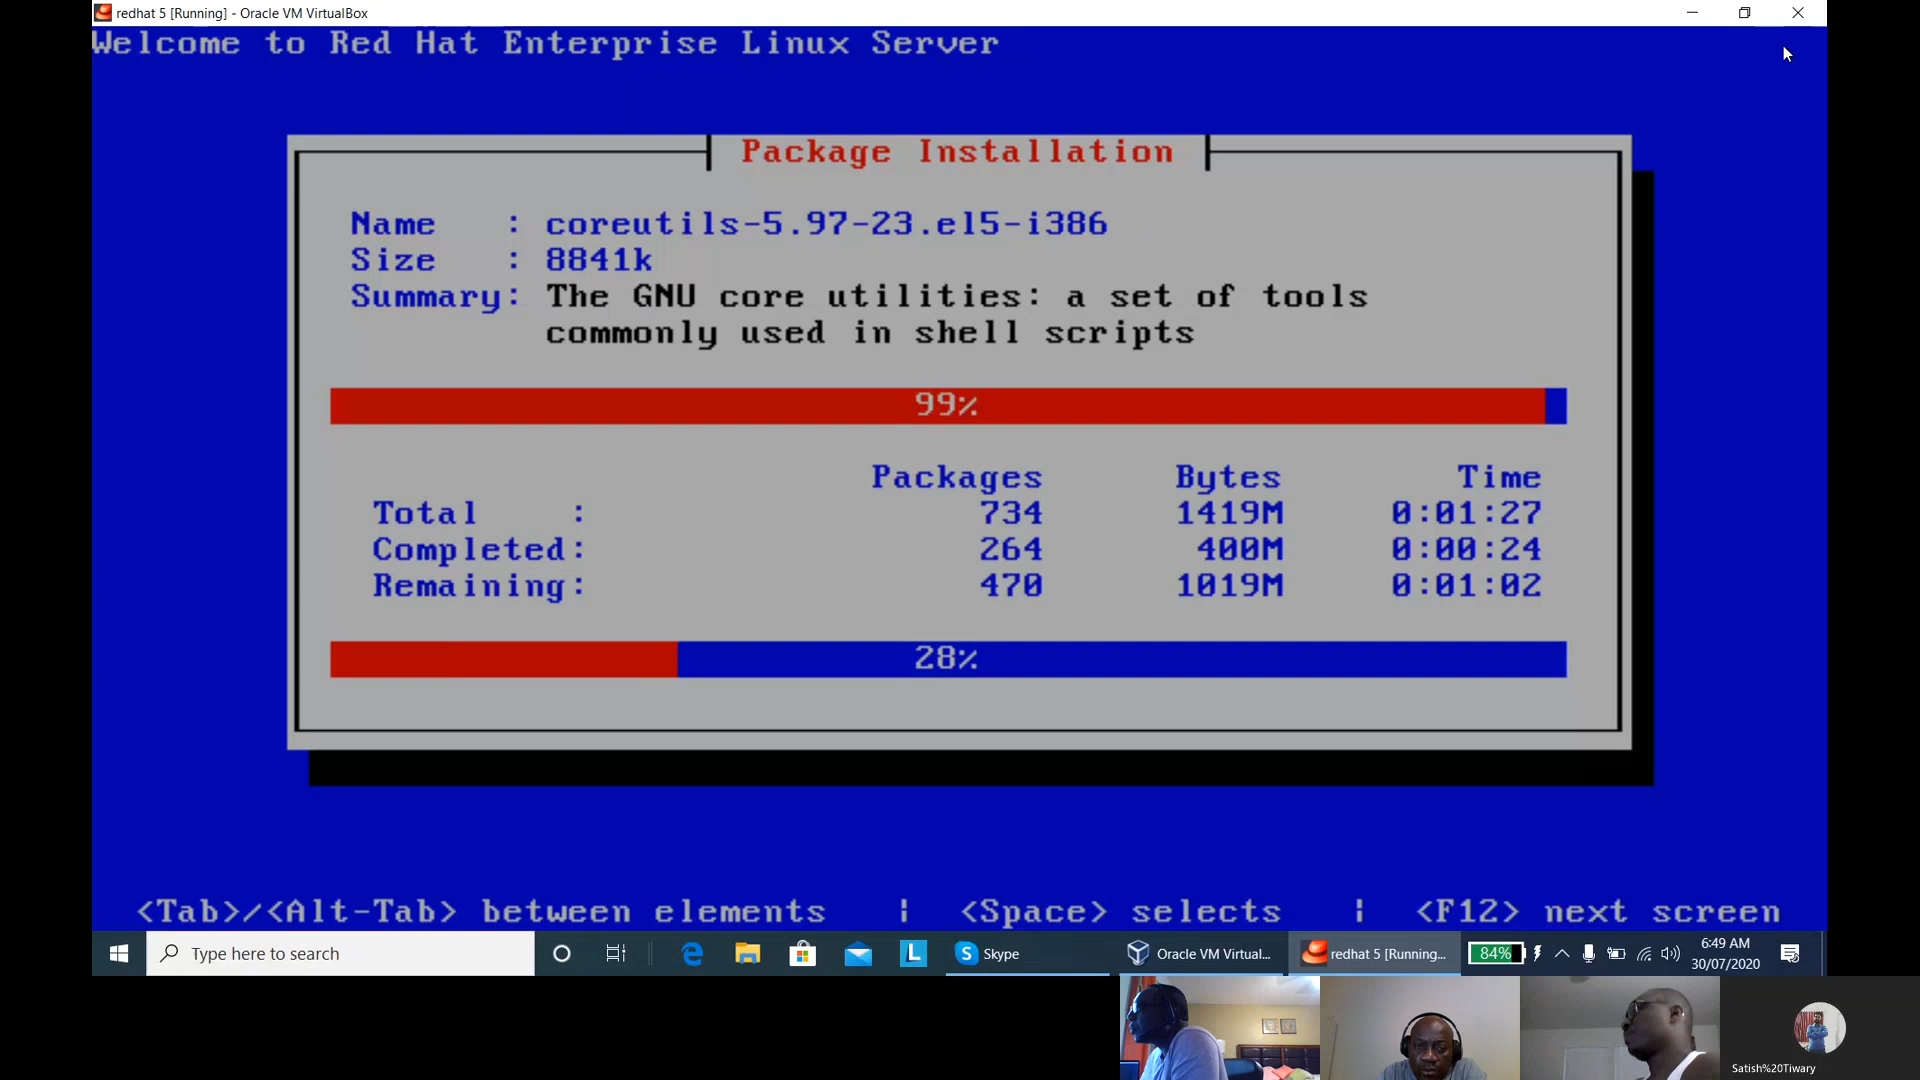 redhat 5 [Running] - Oracle VM VirtualBox
Welcome to Red Hat Enterprise Linux Server
Package Installation
Name : coreutils-5.97-23.el5-i386
Size : 8841k
Summary: The GNU core utilities: a set of tools
commonly used in shell scripts
99%
Packages Bytes Time
Total : 734 1419M 0:01:27
Completed: 264 400M 0:00:24
Remaining: 470 1019M 0:01:02
28%
<Tab>/<Alt-Tab> between elements | <Space> selects | <F12> next screen
Type here to search
L
S Skype
Oracle VM Virtual...
redhat 5 [Running...
84%
6:49 AM
30/07/2020
Satish%20Tiwary